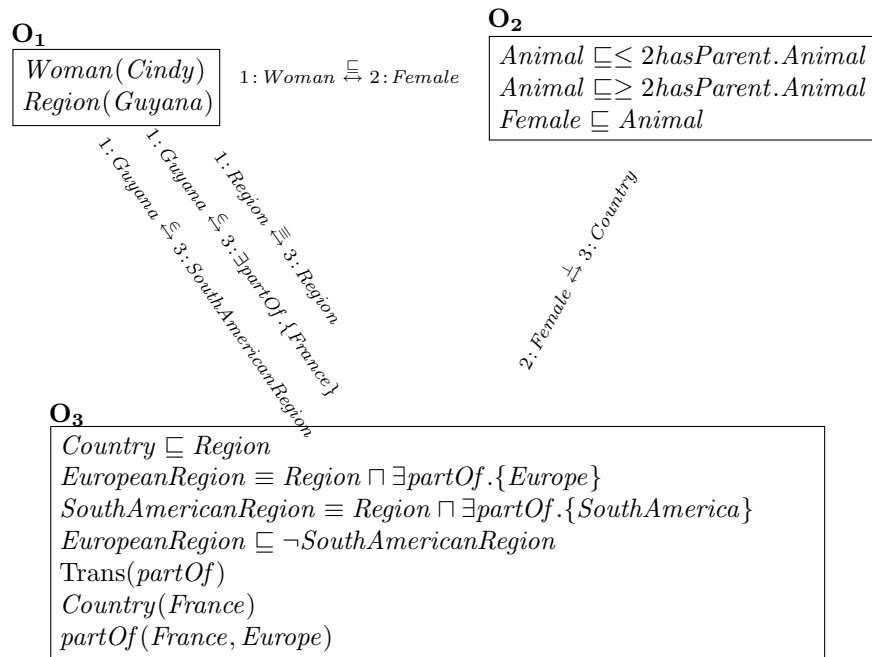 O₁
Woman(Cindy)
Region(Guyana)
1: Woman ⊑↔ 2: Female
O₂
Animal ⊑≤ 2hasParent.Animal
Animal ⊑≥ 2hasParent.Animal
Female ⊑ Animal
1: Guyana ∈↔ 3: SouthAmericanRegion
1: Guyana ∈↔ 3: ∃partOf.{France}
1: Region ≡↔ 3: Region
2: Female ⊥↔ 3: Country
O₃
Country ⊑ Region
EuropeanRegion ≡ Region ⊓ ∃partOf.{Europe}
SouthAmericanRegion ≡ Region ⊓ ∃partOf.{SouthAmerica}
EuropeanRegion ⊑ ¬SouthAmericanRegion
Trans(partOf)
Country(France)
partOf(France, Europe)